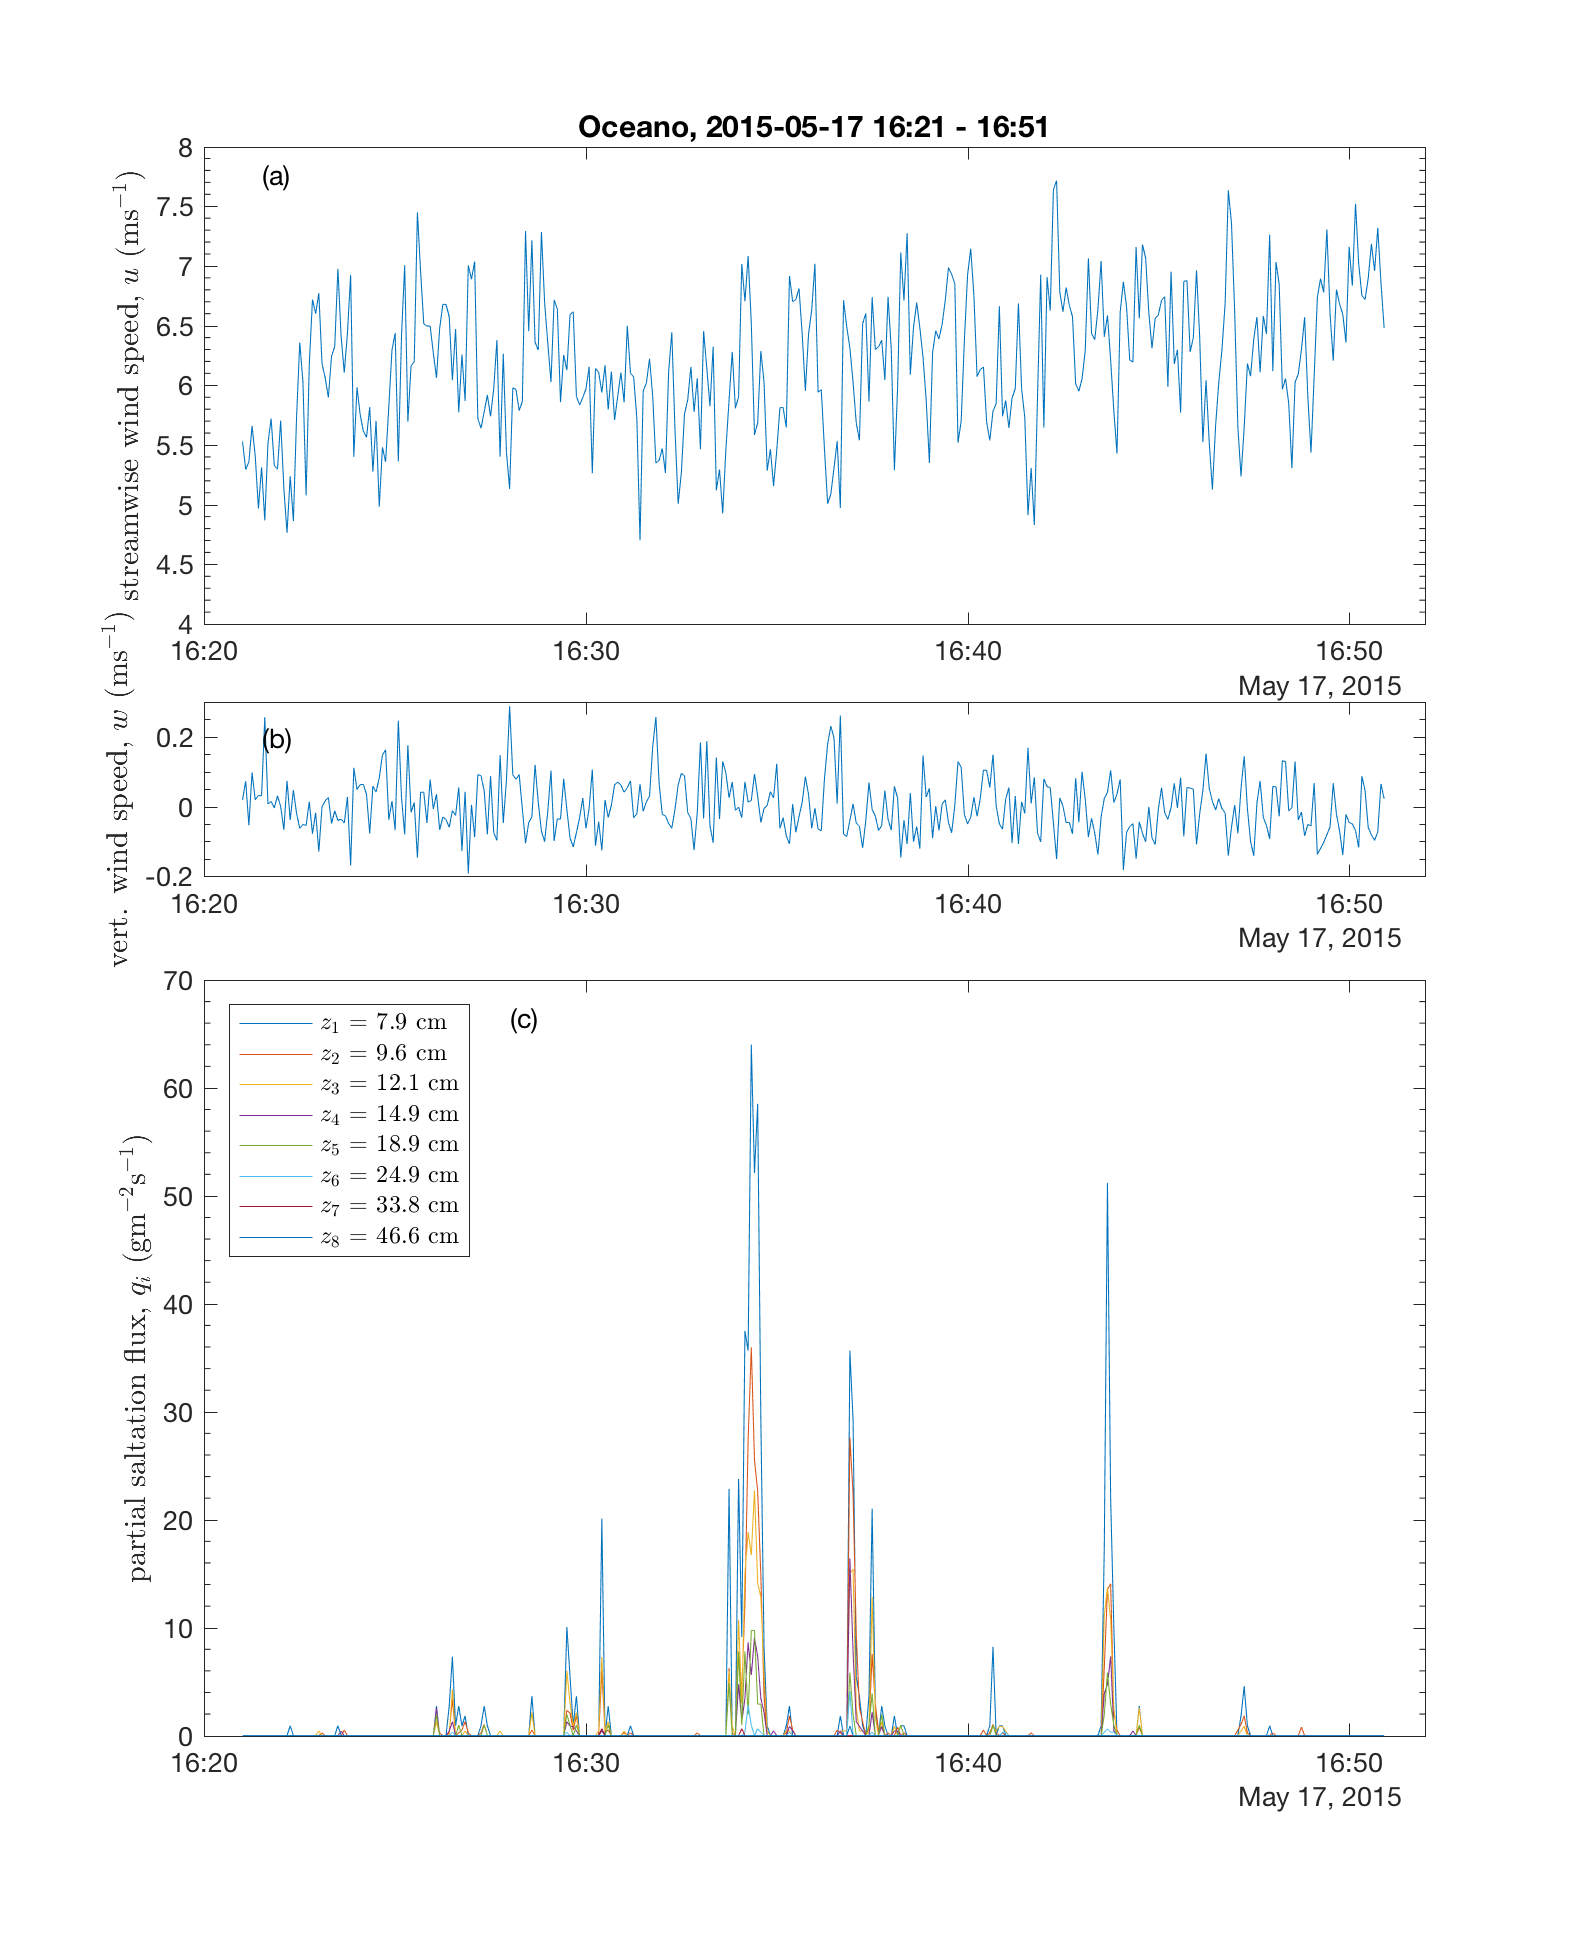 Oceano, 2015-05-17 16:21 - 16:51
(a)
streamwise wind speed, u (ms⁻¹)
8
7.5
7
6.5
6
5.5
5
4.5
4
16:20 16:30 16:40 16:50
May 17, 2015
(b)
vert. wind speed, w (ms⁻¹)
0.2
0
-0.2
16:20 16:30 16:40 16:50
May 17, 2015
(c)
partial saltation flux, qᵢ (gm⁻²s⁻¹)
70
60
50
40
30
20
10
0
z₁ = 7.9 cm
z₂ = 9.6 cm
z₃ = 12.1 cm
z₄ = 14.9 cm
z₅ = 18.9 cm
z₆ = 24.9 cm
z₇ = 33.8 cm
z₈ = 46.6 cm
16:20 16:30 16:40 16:50
May 17, 2015